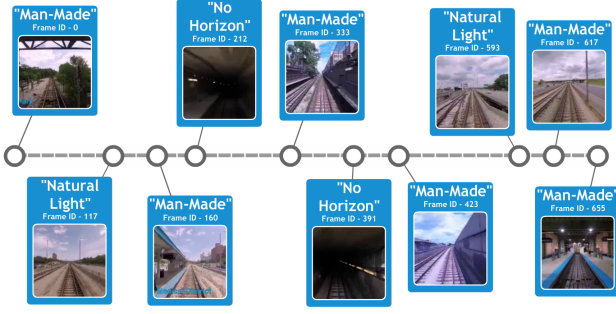 "Man-Made"
Frame ID - 0
"No
Horizon"
Frame ID - 212
"Man-Made"
Frame ID - 333
"Natural
Light"
Frame ID - 593
"Man-Made"
Frame ID - 617
"Natural
Light"
Frame ID - 117
"Man-Made"
Frame ID - 160
"No
Horizon"
Frame ID - 391
"Man-Made"
Frame ID - 423
"Man-Made"
Frame ID - 655